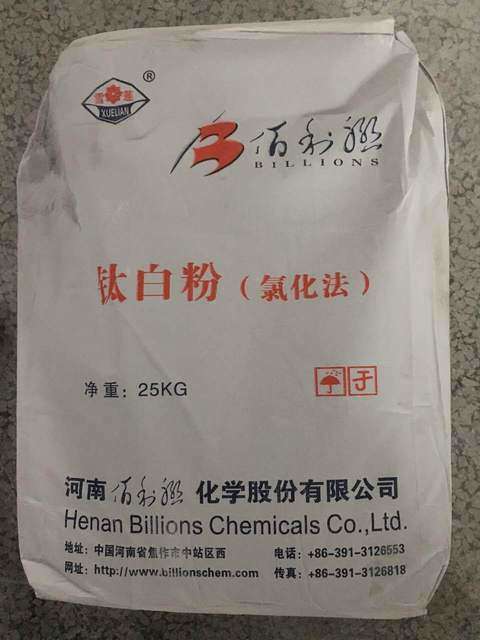 雪莲
XUELIAN
®
佰利联
BILLIONS
钛白粉（氯化法）
净重：25KG
河南佰利联化学股份有限公司
Henan Billions Chemicals Co.,Ltd.
地址：中国河南省焦作市中站区西 电话：+86-391-3126553
网址：http://www.billionschem.com 传真：+86-391-3126818